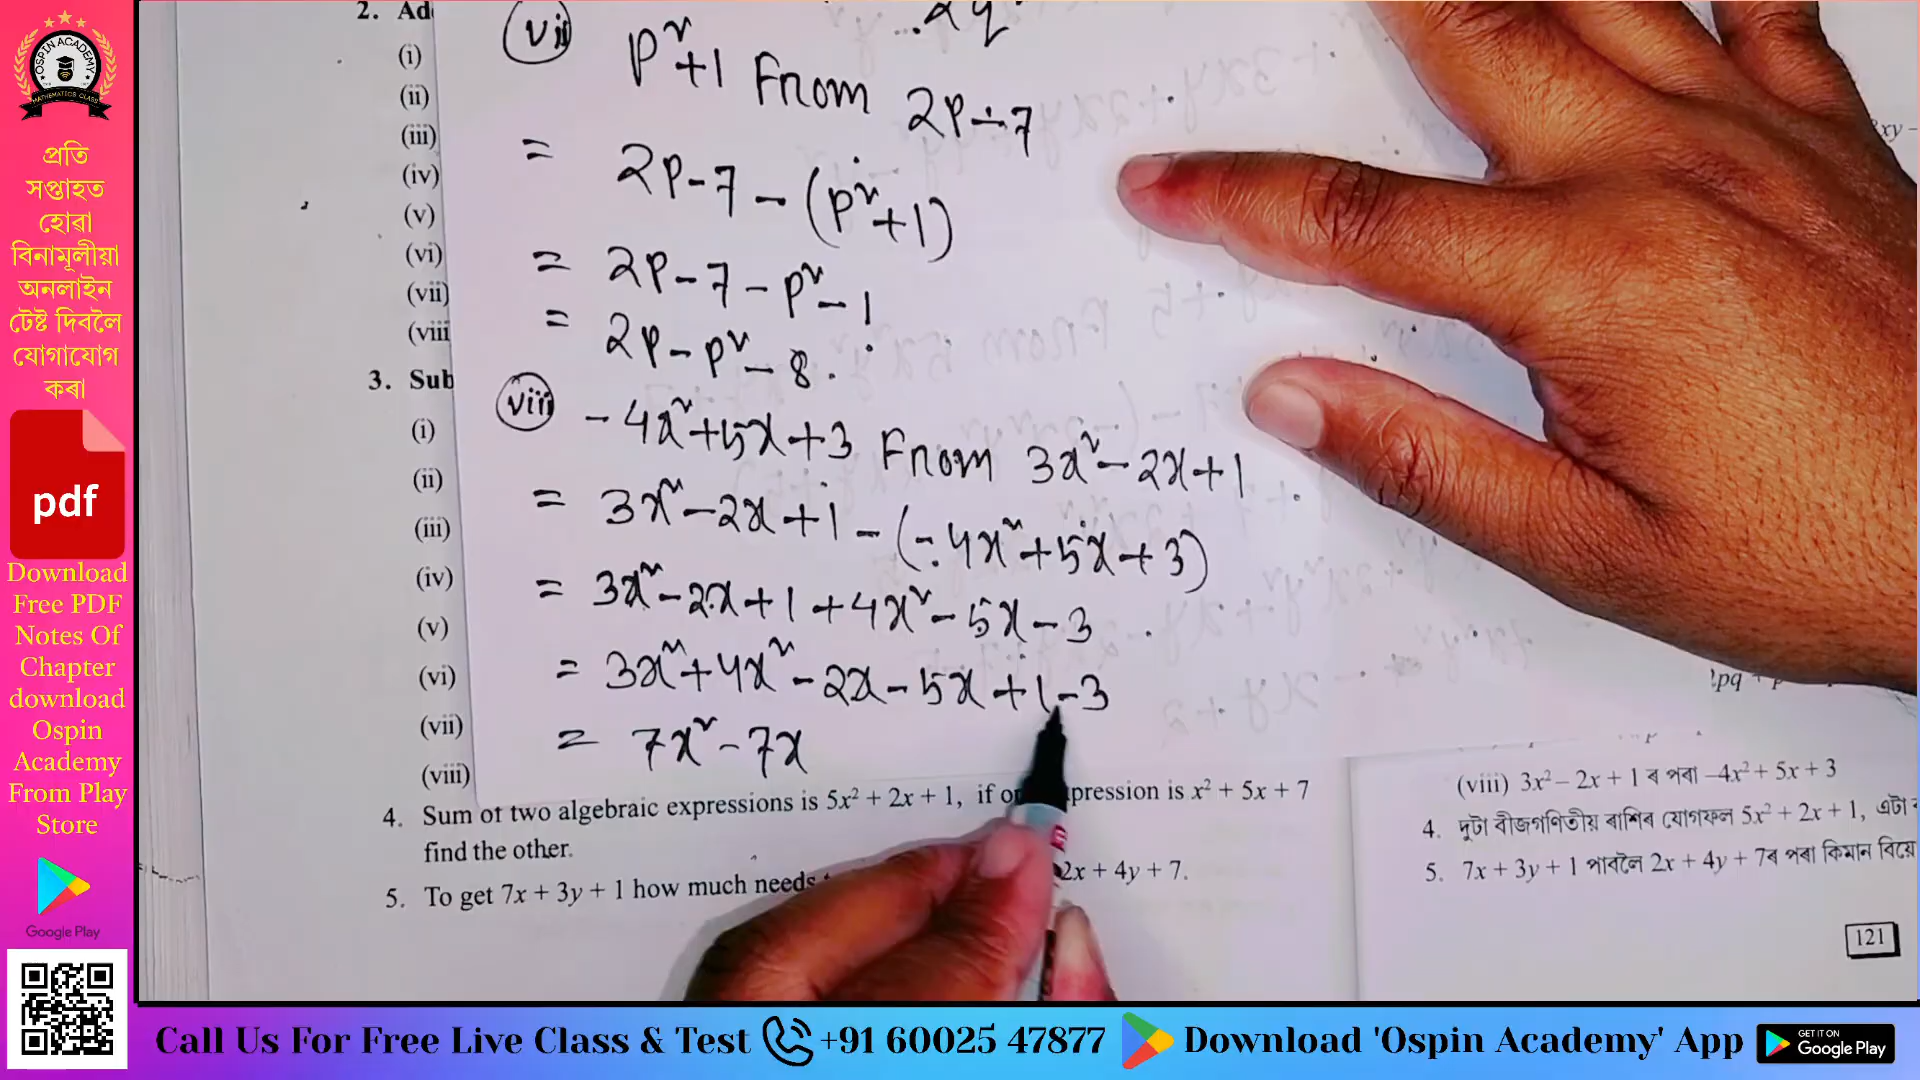 OSPIN ACADEMY
MATHEMATICS CLASS
প্ৰতি
সপ্তাহত
হোৱা
বিনামূলীয়া
অনলাইন
টেষ্ট দিবলৈ
যোগাযোগ
কৰা
pdf
Download
Free PDF
Notes Of
Chapter
download
Ospin
Academy
From Play
Store
Google Play
2. Ad
(i)
(ii)
(iii)
(iv)
(v)
(vi)
(vii)
(viii
3. Sub
(i)
(ii)
(iii)
(iv)
(v)
(vi)
(vii)
(viii)
(vii) p²+1 From 2p-7
= 2p-7-(p²+1)
= 2p-7-p²-1
= 2p-p²-8.
(viii) -4x²+5x+3 From 3x²-2x+1
= 3x²-2x+1-(-4x²+5x+3)
= 3x²-2x+1+4x²-5x-3
= 3x²+4x²-2x-5x+1-3
= 7x²-7x
4. Sum of two algebraic expressions is 5x² + 2x + 1, if pression is x² + 5x + 7
find the other.
5. To get 7x + 3y + 1 how much needs 2x + 4y + 7.
(viii) 3x² – 2x + 1 ৰ পৰা –4x² + 5x + 3
4. দুটা বীজগণিতীয় ৰাশিৰ যোগফল 5x² + 2x + 1, এটা
5. 7x + 3y + 1 পাবলৈ 2x + 4y + 7ৰ পৰা কিমান বিয়ে
121
Call Us For Free Live Class & Test +91 60025 47877 Download 'Ospin Academy' App
GET IT ON
Google Play